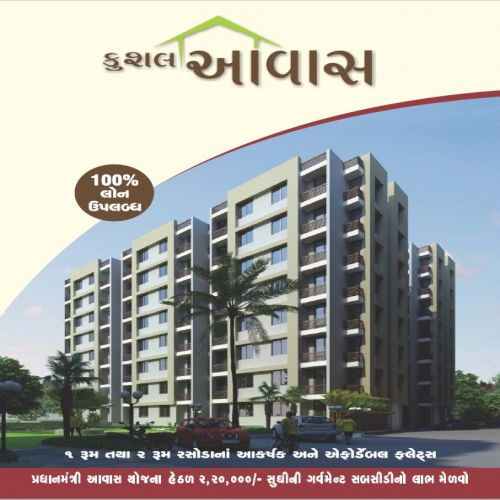 કુશલ આવાસ
100%
લોન
ઉપલબ્ધ
૧ રૂમ તથા ૨ રૂમ રસોડાનાં આકર્ષક અને એફોર્ડેબલ ફ્લેટ્સ
પ્રધાનમંત્રી આવાસ યોજના હેઠળ ૨,૨૦,૦૦૦/- સુધીની ગર્વમેન્ટ સબસીડીનો લાભ મેળવો